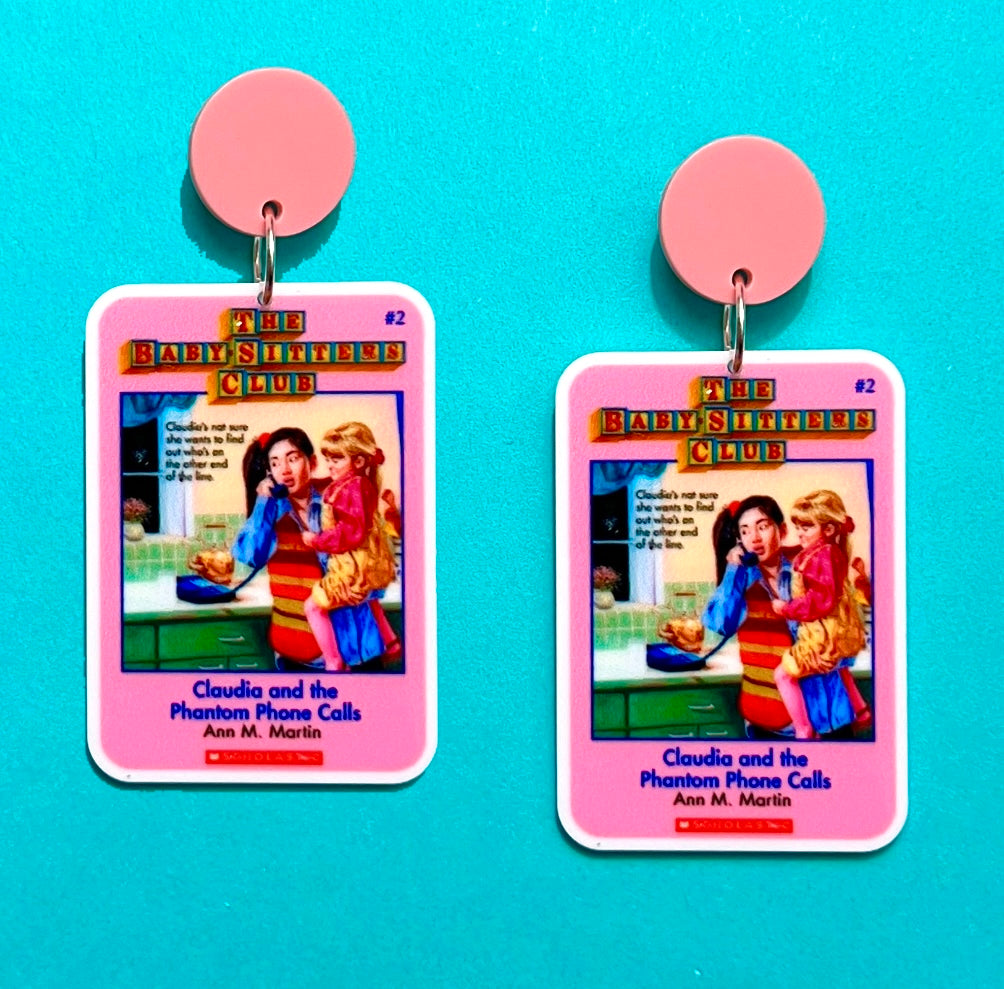 THE
#2
BABY-SITTERS
CLUB
Claudia's not sure
she wants to find
out who's on
the other end
of the line.
Claudia and the
Phantom Phone Calls
Ann M. Martin
SCHOLASTIC
THE
#2
BABY-SITTERS
CLUB
Claudia's not sure
she wants to find
out who's on
the other end
of the line.
Claudia and the
Phantom Phone Calls
Ann M. Martin
SCHOLASTIC